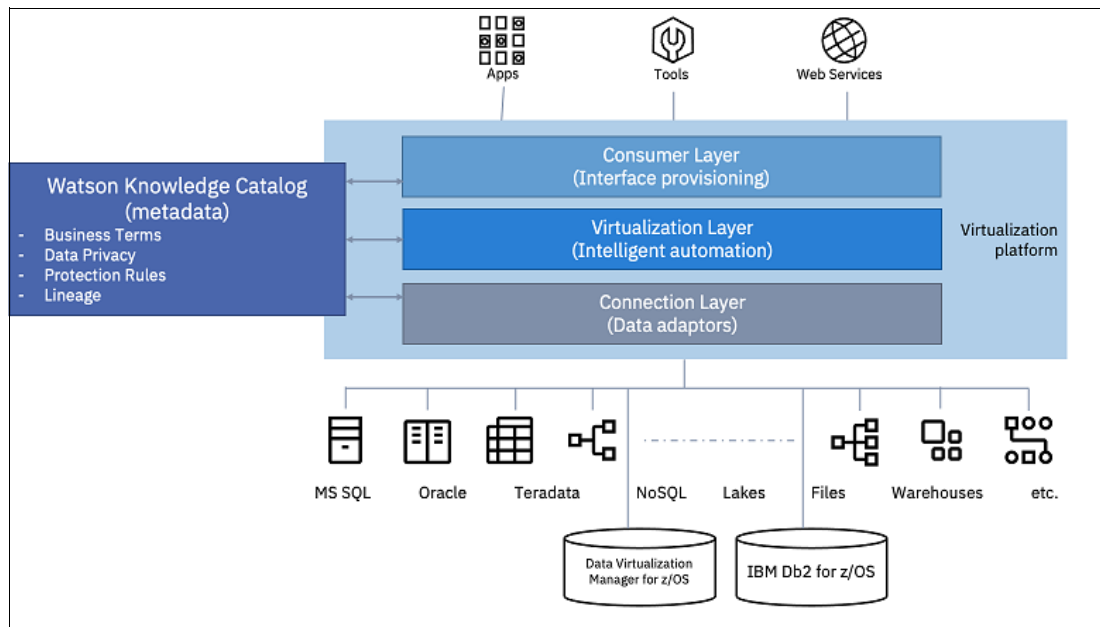 Apps
Tools
Web Services
Consumer Layer
(Interface provisioning)
Watson Knowledge Catalog
(metadata)
- Business Terms
- Data Privacy
- Protection Rules
- Lineage
Virtualization Layer
(Intelligent automation)
Virtualization
platform
Connection Layer
(Data adaptors)
MS SQL
Oracle
Teradata
NoSQL
Lakes
Files
Warehouses
etc.
Data Virtualization
Manager for z/OS
IBM Db2 for z/OS